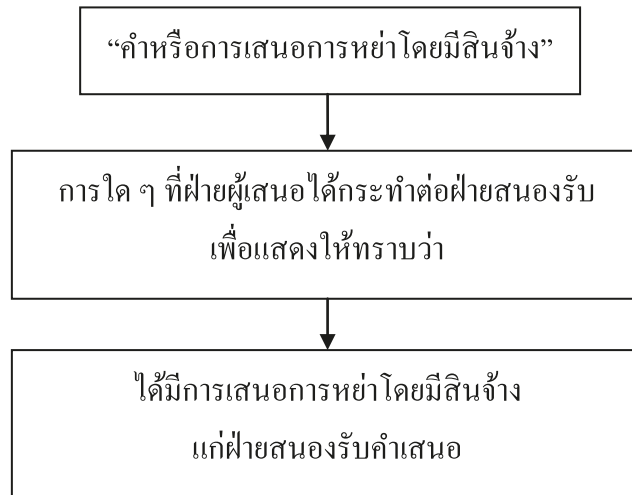 “คำหรือการเสนอการหย่าโดยมีสินจ้าง”
การใด ๆ ที่ฝ่ายผู้เสนอได้กระทำต่อฝ่ายสนองรับ
เพื่อแสดงให้ทราบว่า
ได้มีการเสนอการหย่าโดยมีสินจ้าง
แก่ฝ่ายสนองรับคำเสนอ